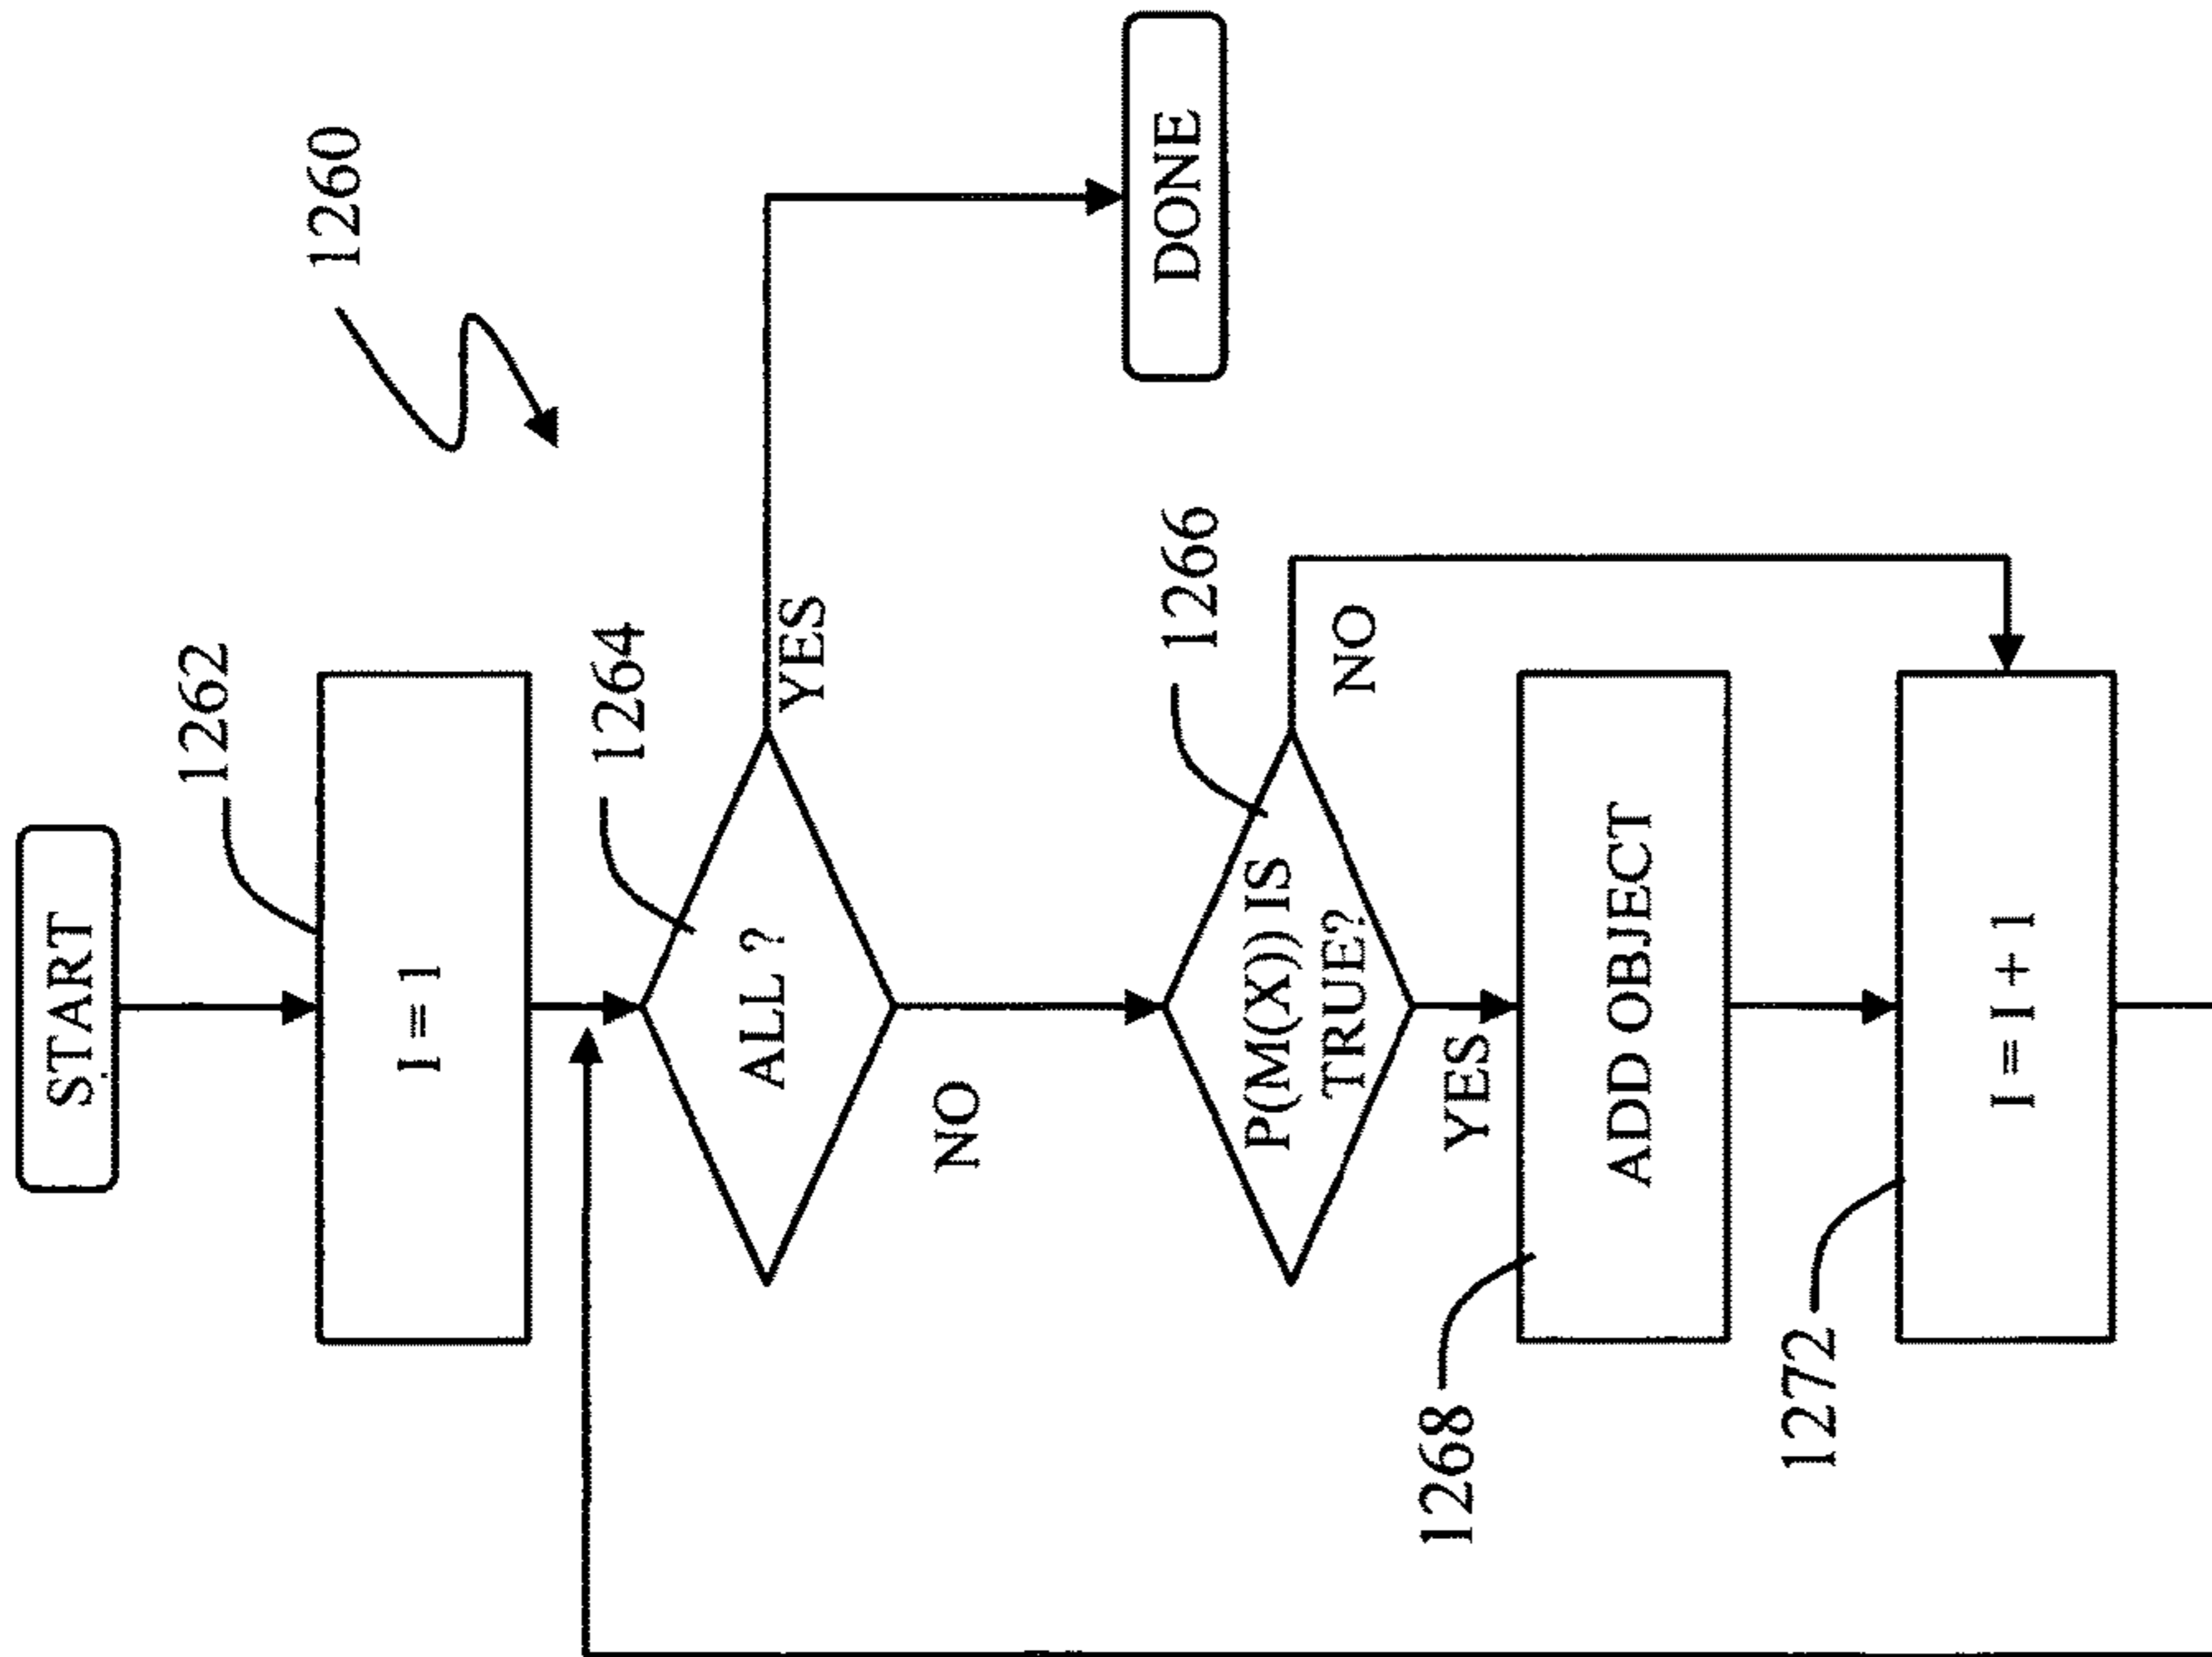 START
1262
I = 1
1260
1264
ALL ?
YES
NO
DONE
1266
P(M(X)) IS
TRUE?
NO
YES
1268
ADD OBJECT
1272
I = I + 1